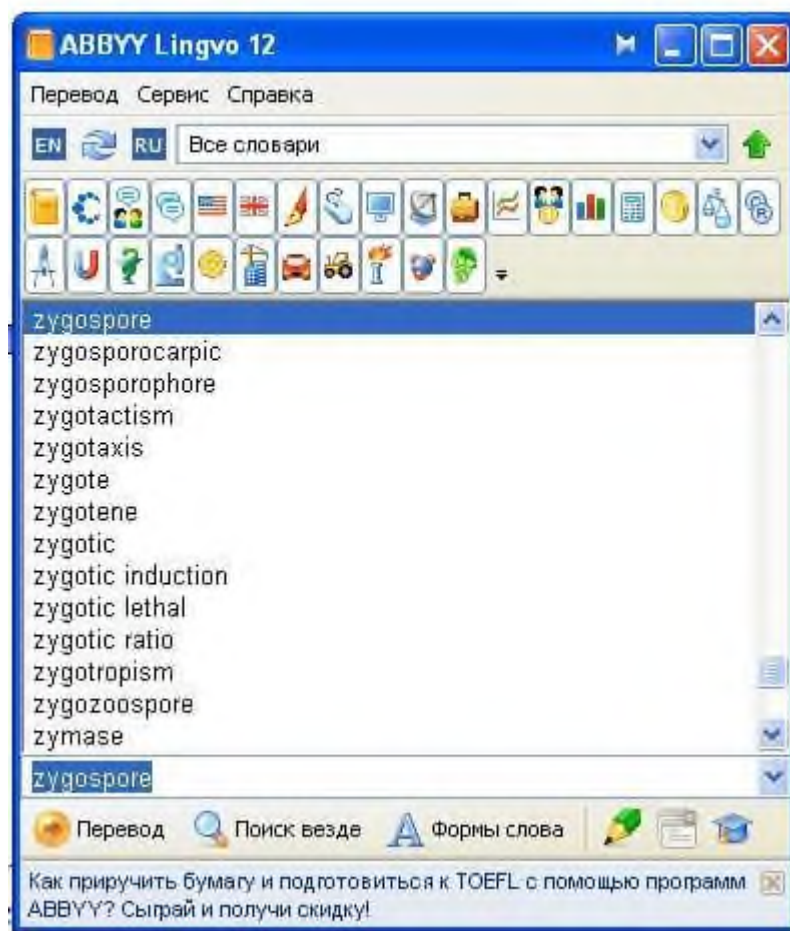 ABBYY Lingvo 12
Перевод Сервис Справка
EN RU Все словари
zygospore
zygosporocarpic
zygosporophore
zygotactism
zygotaxis
zygote
zygotene
zygotic
zygotic induction
zygotic lethal
zygotic ratio
zygotropism
zygozoospore
zymase
zygospore
Перевод Поиск везде Формы слова
Как приручить бумагу и подготовиться к TOEFL с помощью программ
ABBYY? Сыграй и получи скидку!